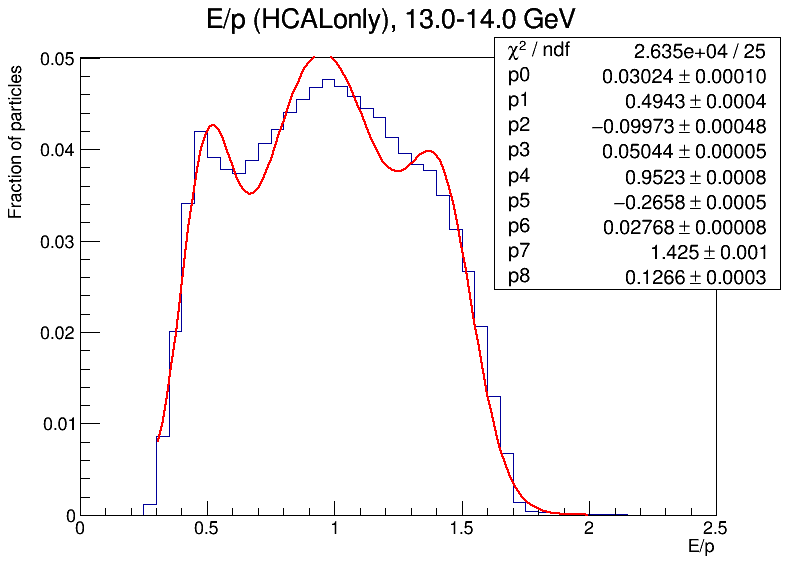 E/p (HCALonly), 13.0-14.0 GeV
χ² / ndf 2.635e+04 / 25
p0 0.03024 ± 0.00010
p1 0.4943 ± 0.0004
p2 −0.09973 ± 0.00048
p3 0.05044 ± 0.00005
p4 0.9523 ± 0.0008
p5 −0.2658 ± 0.0005
p6 0.02768 ± 0.00008
p7 1.425 ± 0.001
p8 0.1266 ± 0.0003
Fraction of particles
0.05
0.04
0.03
0.02
0.01
0
0 0.5 1 1.5 2 2.5
E/p